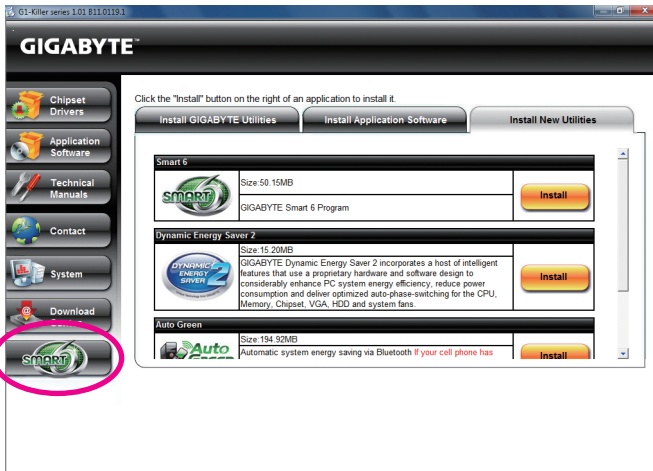 G1-Killer series 1.01 B11.0119.1
GIGABYTE™
Chipset
Drivers
Application
Software
Technical
Manuals
Contact
System
Download
SMART6
Click the "Install" button on the right of an application to install it.
Install GIGABYTE Utilities
Install Application Software
Install New Utilities
Smart 6
SMART6
Size:50.15MB
GIGABYTE Smart 6 Program
Install
Dynamic Energy Saver 2
DYNAMIC
ENERGY
SAVER 2
Size:15.20MB
GIGABYTE Dynamic Energy Saver 2 incorporates a host of intelligent
features that use a proprietary hardware and software design to
considerably enhance PC system energy efficiency, reduce power
consumption and deliver optimized auto-phase-switching for the CPU,
Memory, Chipset, VGA, HDD and system fans.
Install
Auto Green
Auto
Size:194.92MB
Automatic system energy saving via Bluetooth If your cell phone has
Install